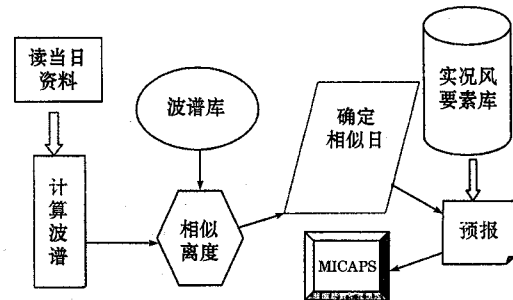 读当日
资料
波谱库
确定
相似日
实况风
要素库
计
算
波
谱
相似
离度
预报
MICAPS